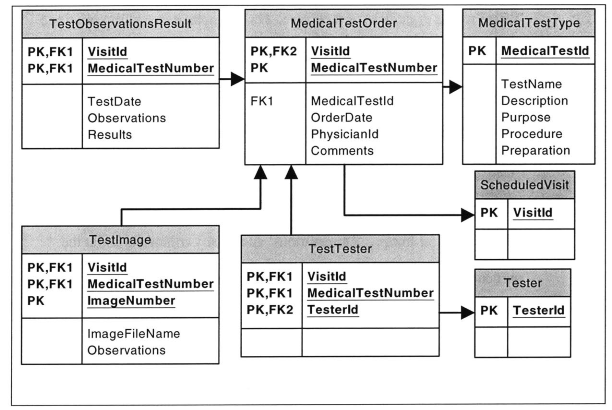 TestObservationsResult
PK,FK1 VisitId
PK,FK1 MedicalTestNumber
TestDate
Observations
Results
MedicalTestOrder
PK,FK2 VisitId
PK MedicalTestNumber
FK1 MedicalTestId
OrderDate
PhysicianId
Comments
MedicalTestType
PK MedicalTestId
TestName
Description
Purpose
Procedure
Preparation
ScheduledVisit
PK VisitId
TestImage
PK,FK1 VisitId
PK,FK1 MedicalTestNumber
PK ImageNumber
ImageFileName
Observations
TestTester
PK,FK1 VisitId
PK,FK1 MedicalTestNumber
PK,FK2 TesterId
Tester
PK TesterId